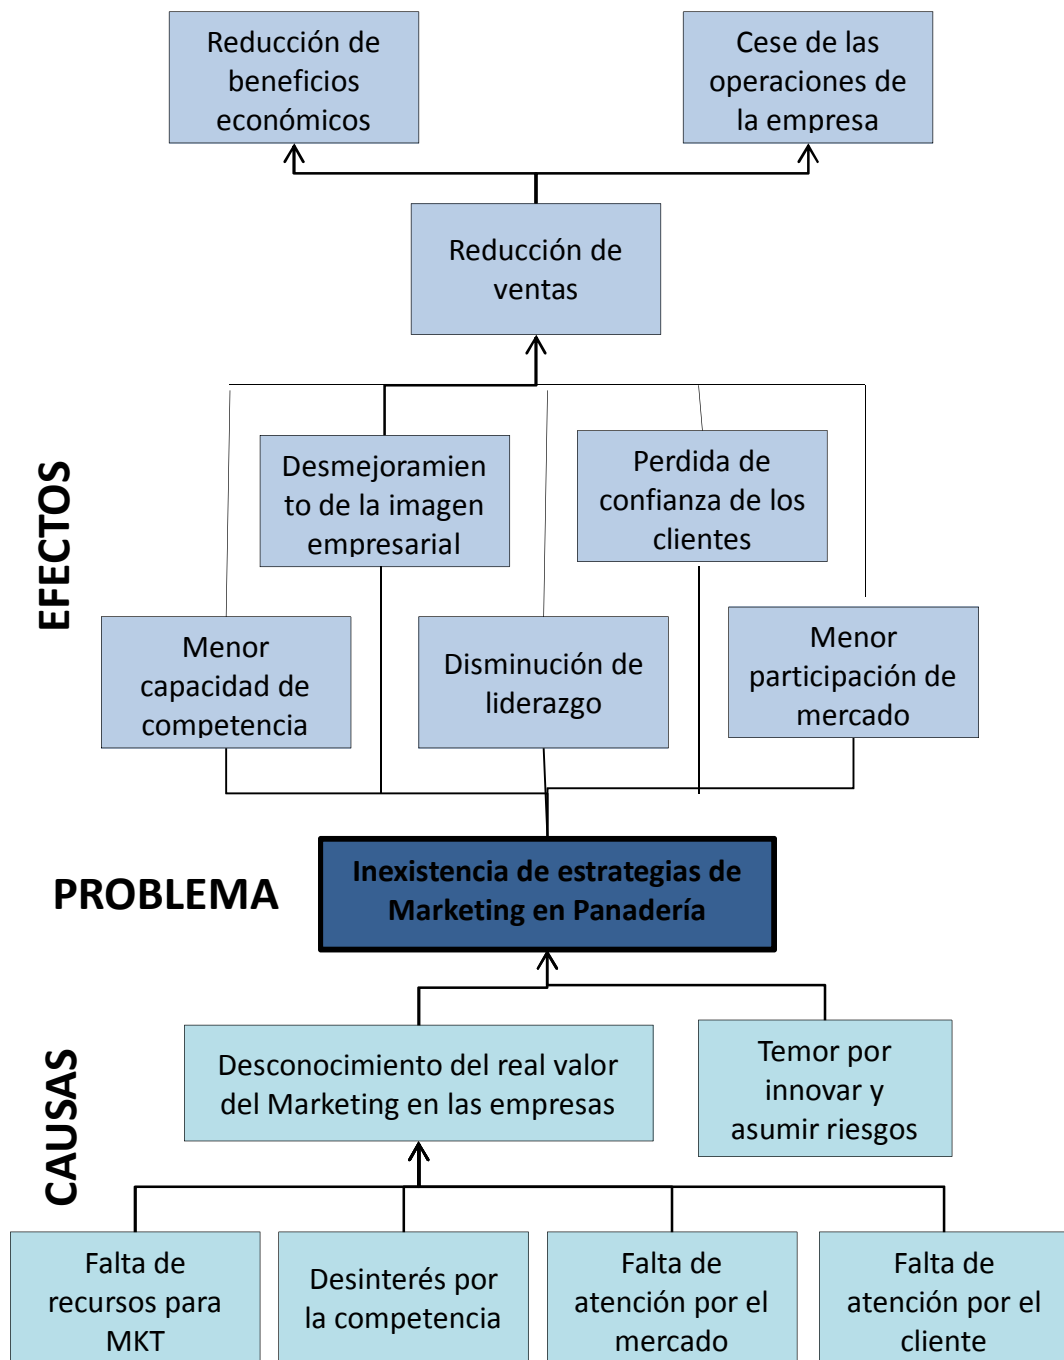 Reducción de
beneficios
económicos
Cese de las
operaciones de
la empresa
Reducción de
ventas
EFECTOS
Desmejoramien
to de la imagen
empresarial
Perdida de
confianza de los
clientes
Menor
capacidad de
competencia
Disminución de
liderazgo
Menor
participación de
mercado
PROBLEMA
Inexistencia de estrategias de
Marketing en Panadería
CAUSAS
Desconocimiento del real valor
del Marketing en las empresas
Temor por
innovar y
asumir riesgos
Falta de
recursos para
MKT
Desinterés por
la competencia
Falta de
atención por el
mercado
Falta de
atención por el
cliente